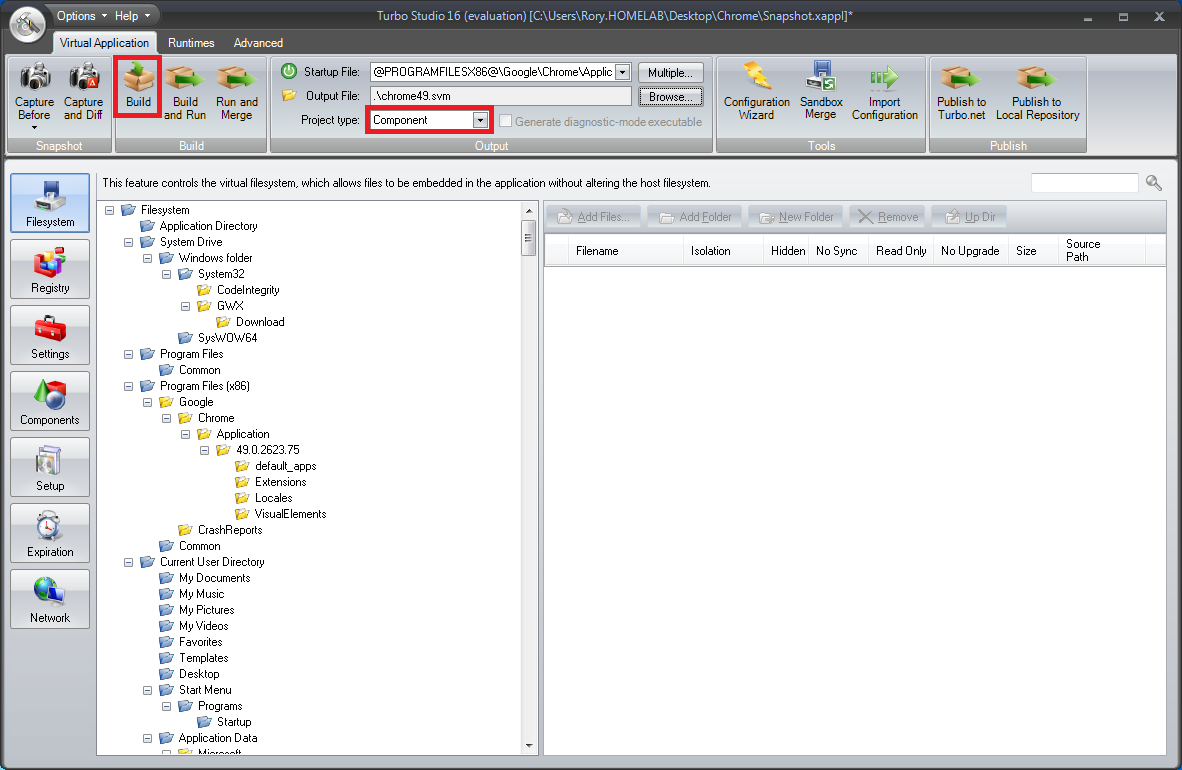 Options Help
Turbo Studio 16 (evaluation) [C:\Users\Rory.HOMELAB\Desktop\Chrome\Snapshot.xappl]*
Virtual Application Runtimes Advanced
Capture Before
Capture and Diff
Snapshot
Build
Build and Run
Run and Merge
Build
Startup File: @PROGRAMFILESX86@\Google\Chrome\Applic Multiple...
Output File: .\chrome49.svm Browse...
Project type: Component Generate diagnostic-mode executable
Output
Configuration Wizard
Sandbox Merge
Import Configuration
Tools
Publish to Turbo.net
Publish to Local Repository
Publish
Filesystem
Registry
Settings
Components
Setup
Expiration
Network
This feature controls the virtual filesystem, which allows files to be embedded in the application without altering the host filesystem.
Filesystem
Application Directory
System Drive
Windows folder
System32
CodeIntegrity
GWX
Download
SysWOW64
Program Files
Common
Program Files (x86)
Google
Chrome
Application
49.0.2623.75
default_apps
Extensions
Locales
VisualElements
CrashReports
Common
Current User Directory
My Documents
My Music
My Pictures
My Videos
Favorites
Templates
Desktop
Start Menu
Programs
Startup
Application Data
Microsoft
Add Files... Add Folder New Folder Remove Up Dir
Filename Isolation Hidden No Sync Read Only No Upgrade Size Source Path